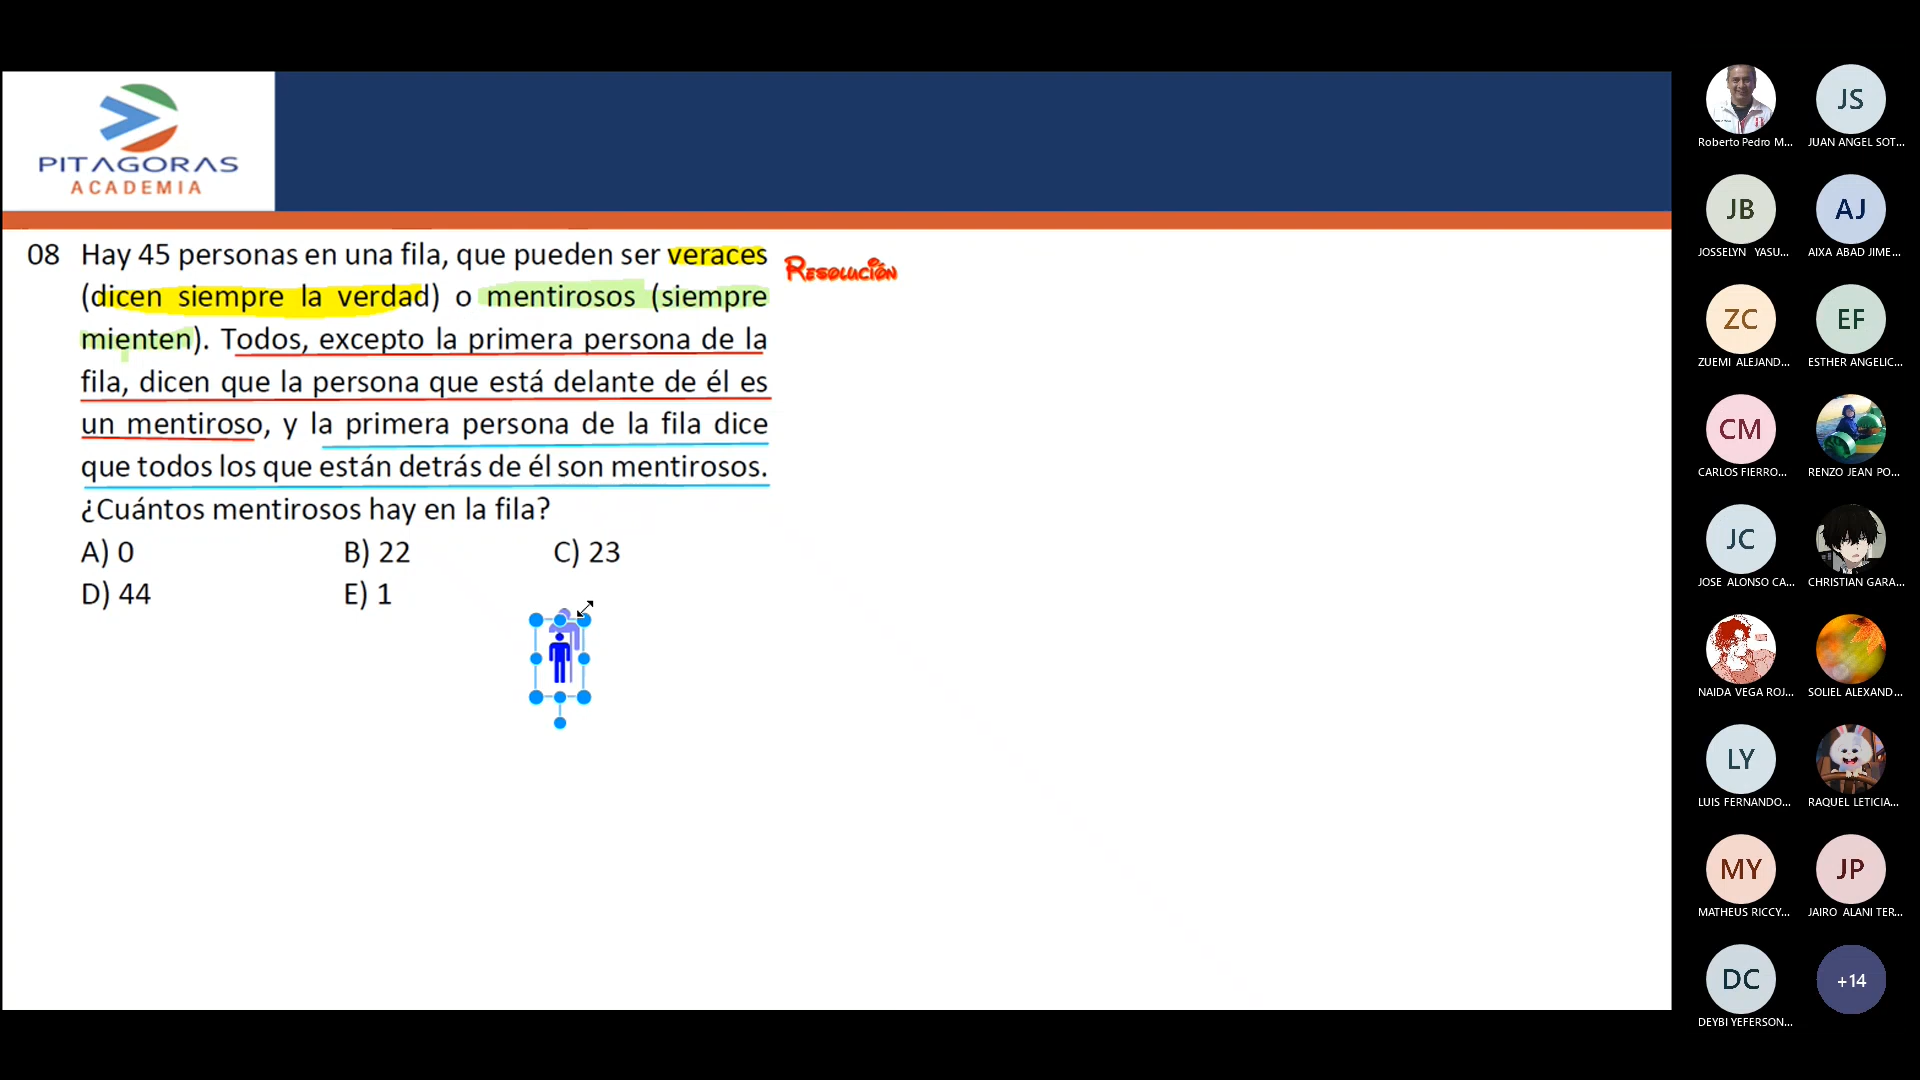 PITAGORAS
ACADEMIA
08 Hay 45 personas en una fila, que pueden ser veraces
(dicen siempre la verdad) o mentirosos (siempre
mienten). Todos, excepto la primera persona de la
fila, dicen que la persona que está delante de él es
un mentiroso, y la primera persona de la fila dice
que todos los que están detrás de él son mentirosos.
¿Cuántos mentirosos hay en la fila?
A) 0 B) 22 C) 23
D) 44 E) 1
Resolución
Roberto Pedro M...
JS
JUAN ANGEL SOT...
JB
JOSSELYN YASU...
AJ
AIXA ABAD JIME...
ZC
ZUEMI ALEJAND...
EF
ESTHER ANGELIC...
CM
CARLOS FIERRO...
RENZO JEAN PO...
JC
JOSE ALONSO CA...
CHRISTIAN GARA...
NAIDA VEGA ROJ...
SOLIEL ALEXAND...
LY
LUIS FERNANDO...
RAQUEL LETICIA...
MY
MATHEUS RICCY...
JP
JAIRO ALANI TER...
DC
DEYBI YEFERSON...
+14